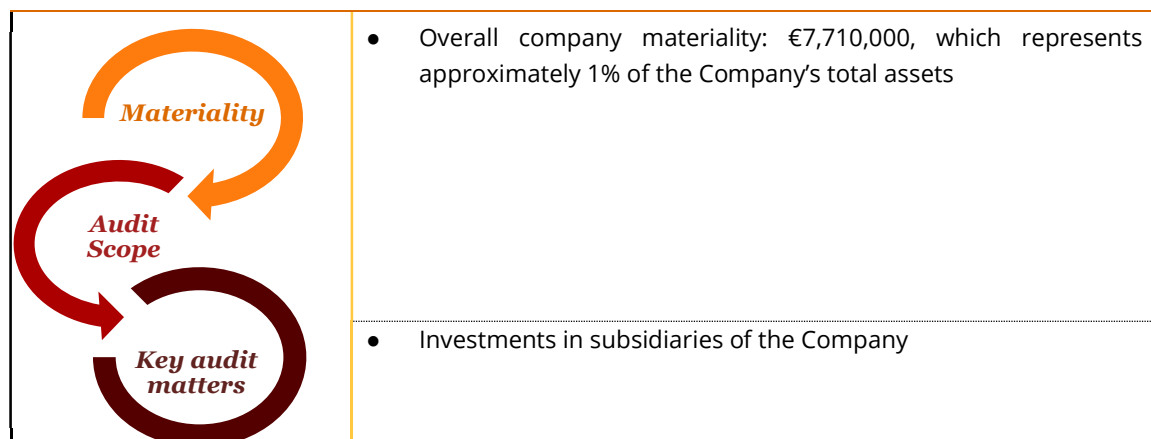 Materiality
● Overall company materiality: €7,710,000, which represents
approximately 1% of the Company’s total assets
Audit
Scope
Key audit
matters
● Investments in subsidiaries of the Company